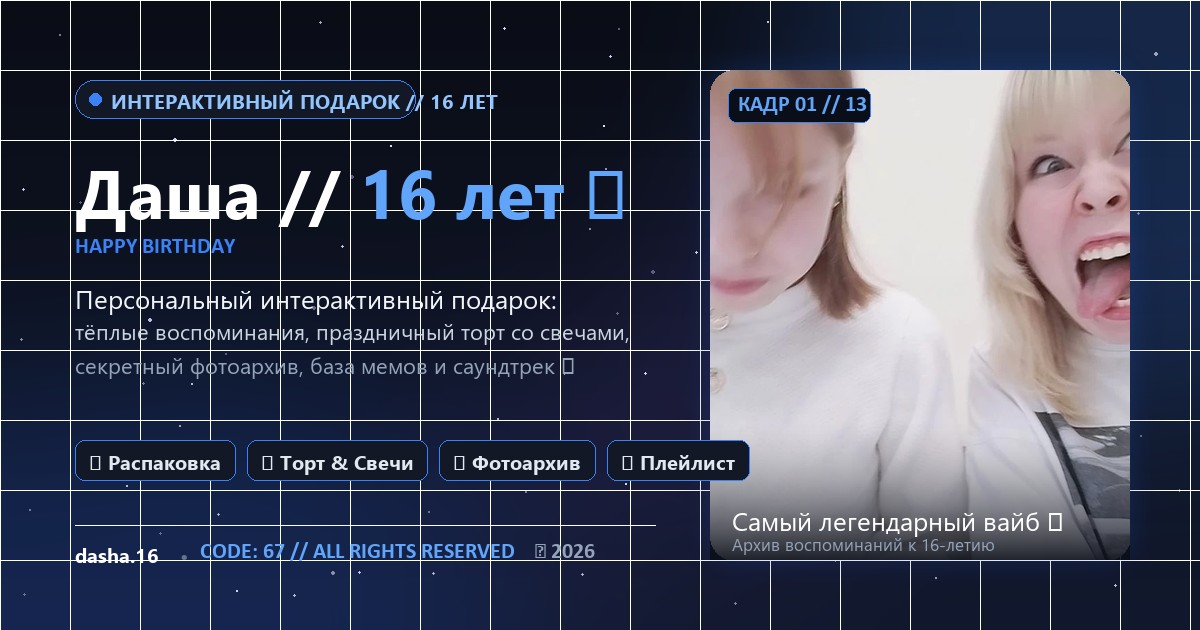 ИНТЕРАКТИВНЫЙ ПОДАРОК // 16 ЛЕТ
Даша // 16 лет
HAPPY BIRTHDAY
Персональный интерактивный подарок:
тёплые воспоминания, праздничный торт со свечами,
секретный фотоархив, база мемов и саундтрек
Распаковка
Торт & Свечи
Фотоархив
Плейлист
dasha.16 • CODE: 67 // ALL RIGHTS RESERVED 2026
КАДР 01 // 13
Самый легендарный вайб
Архив воспоминаний к 16-летию